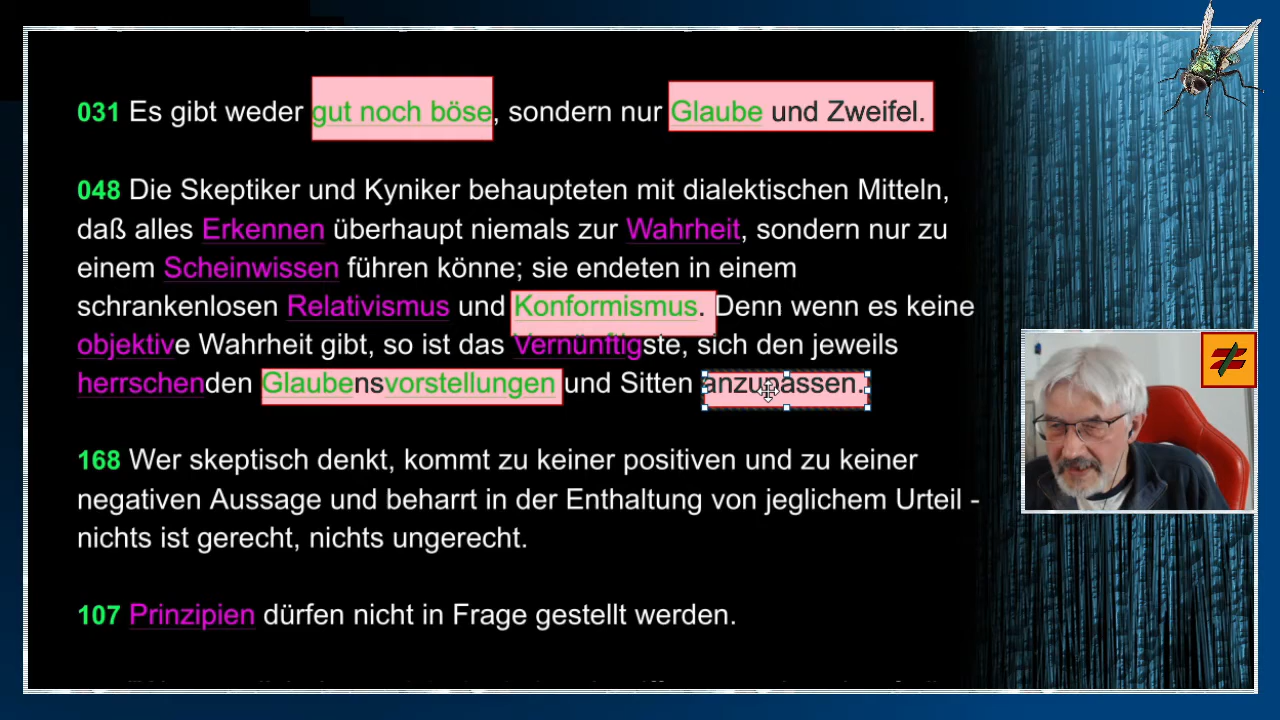 031 Es gibt weder gut noch böse, sondern nur Glaube und Zweifel.
048 Die Skeptiker und Kyniker behaupteten mit dialektischen Mitteln,
daß alles Erkennen überhaupt niemals zur Wahrheit, sondern nur zu
einem Scheinwissen führen könne; sie endeten in einem
schrankenlosen Relativismus und Konformismus. Denn wenn es keine
objektive Wahrheit gibt, so ist das Vernünftigste, sich den jeweils
herrschenden Glaubensvorstellungen und Sitten anzupassen.
168 Wer skeptisch denkt, kommt zu keiner positiven und zu keiner
negativen Aussage und beharrt in der Enthaltung von jeglichem Urteil -
nichts ist gerecht, nichts ungerecht.
107 Prinzipien dürfen nicht in Frage gestellt werden.